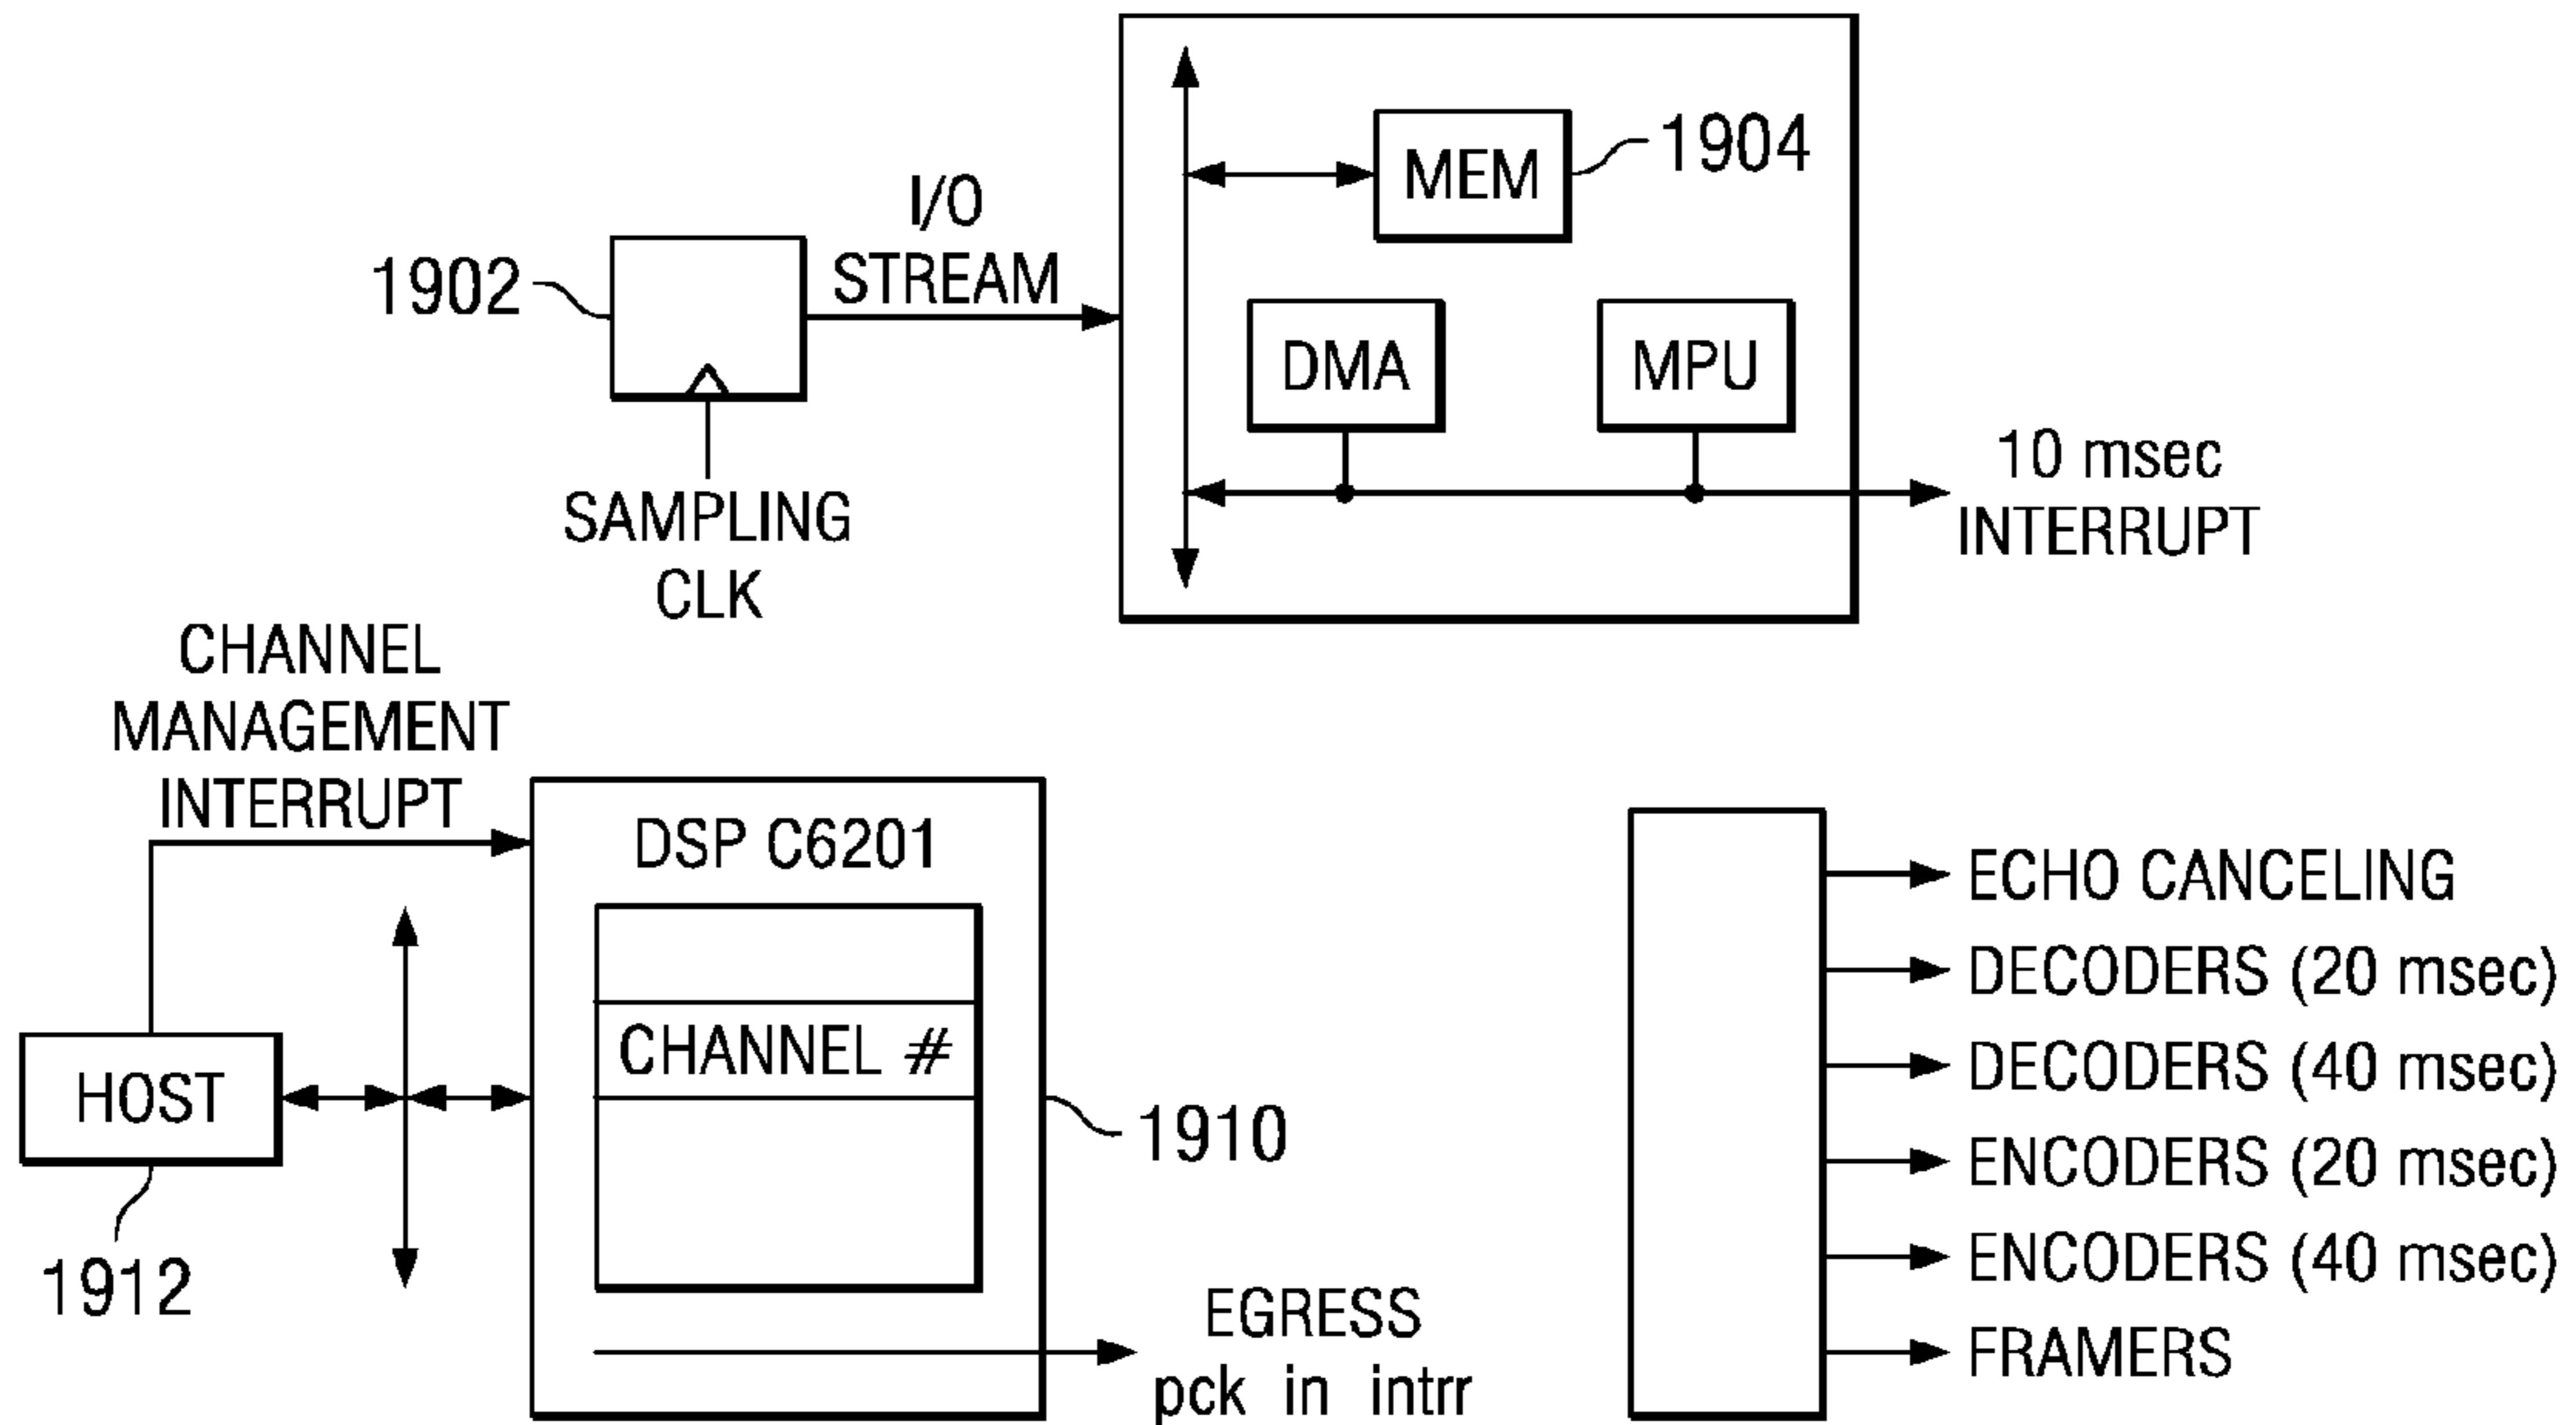 1904
MEM
I/O
STREAM
1902
DMA
MPU
10 msec
INTERRUPT
SAMPLING
CLK
CHANNEL
MANAGEMENT
INTERRUPT
DSP C6201
CHANNEL #
HOST
1910
1912
EGRESS
pck in intrr
ECHO CANCELING
DECODERS (20 msec)
DECODERS (40 msec)
ENCODERS (20 msec)
ENCODERS (40 msec)
FRAMERS